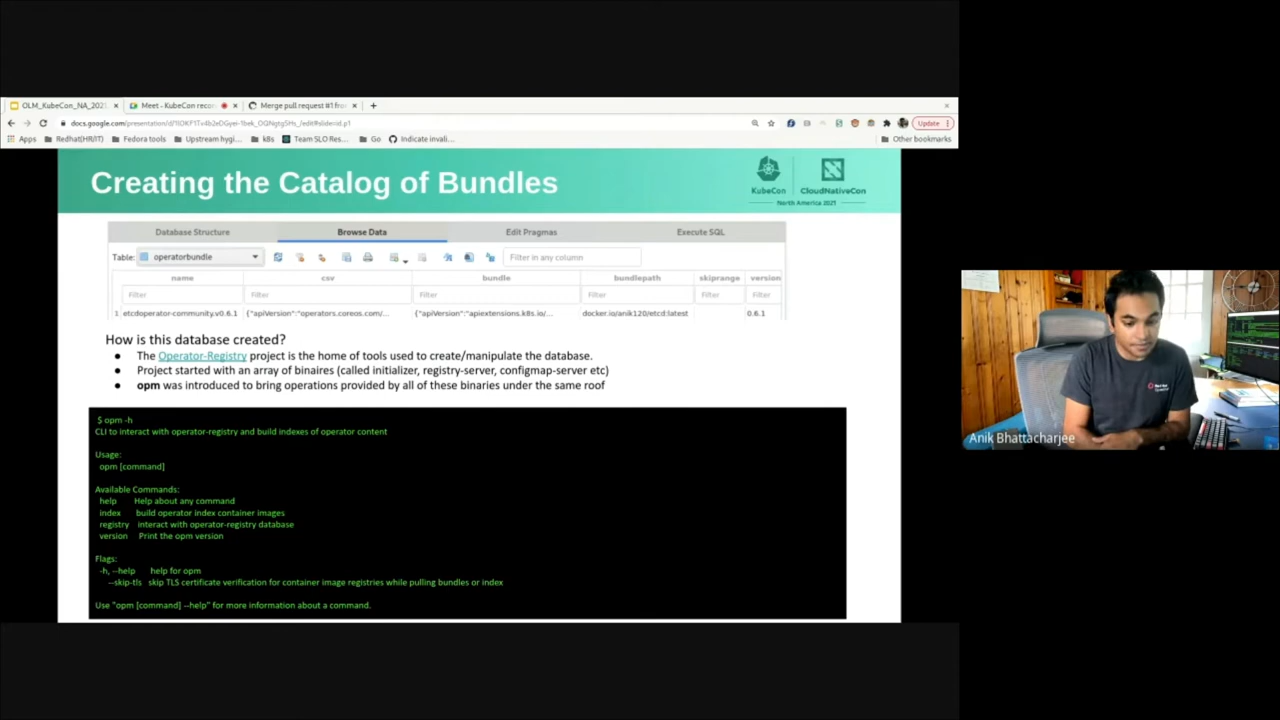 OLM_KubeCon_NA_2021
Meet - KubeCon reco
Merge pull request #1 fro
Update
Apps
Redhat(HR/IT)
Fedora tools
Upstream hygi...
k8s
Team SLO Res...
Go
Indicate invali...
Other bookmarks
Creating the Catalog of Bundles
KubeCon
CloudNativeCon
North America 2021
Database Structure
Browse Data
Edit Pragmas
Execute SQL
Table:
operatorbundle
Filter in any column
name csv bundle bundlepath skiprange version
Filter Filter Filter Filter Filter Filter
1 etcdoperator-community.v0.6.1 {"apiVersion":"operators.coreos.com/... {"apiVersion":"apiextensions.k8s.io/... docker.io/anik120/etcd:latest 0.6.1
How is this database created?
● The Operator-Registry project is the home of tools used to create/manipulate the database.
● Project started with an array of binaires (called initializer, registry-server, configmap-server etc)
● opm was introduced to bring operations provided by all of these binaries under the same roof
$ opm -h
CLI to interact with operator-registry and build indexes of operator content
Usage:
opm [command]
Available Commands:
help Help about any command
index build operator index container images
registry interact with operator-registry database
version Print the opm version
Flags:
-h, --help help for opm
--skip-tls skip TLS certificate verification for container image registries while pulling bundles or index
Use "opm [command] --help" for more information about a command.
Anik Bhattacharjee